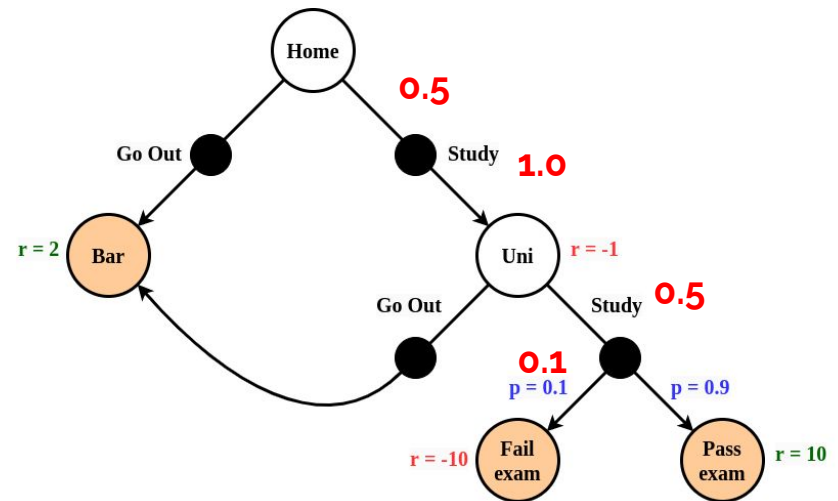 Home
0.5
Go Out
Study
1.0
r = 2
Bar
Uni
r = -1
Go Out
Study
0.5
0.1
p = 0.1
p = 0.9
r = -10
Fail
exam
Pass
exam
r = 10